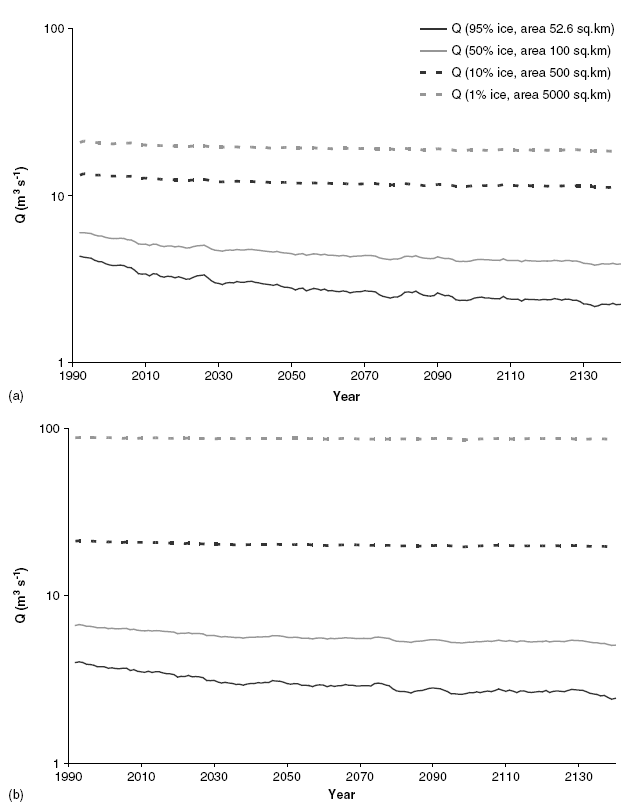 100
Q (95% ice, area 52.6 sq.km)
Q (50% ice, area 100 sq.km)
Q (10% ice, area 500 sq.km)
Q (1% ice, area 5000 sq.km)
Q (m³ s⁻¹)
10
1
1990 2010 2030 2050 2070 2090 2110 2130
(a)
Year
100
Q (m³ s⁻¹)
10
1
1990 2010 2030 2050 2070 2090 2110 2130
(b)
Year